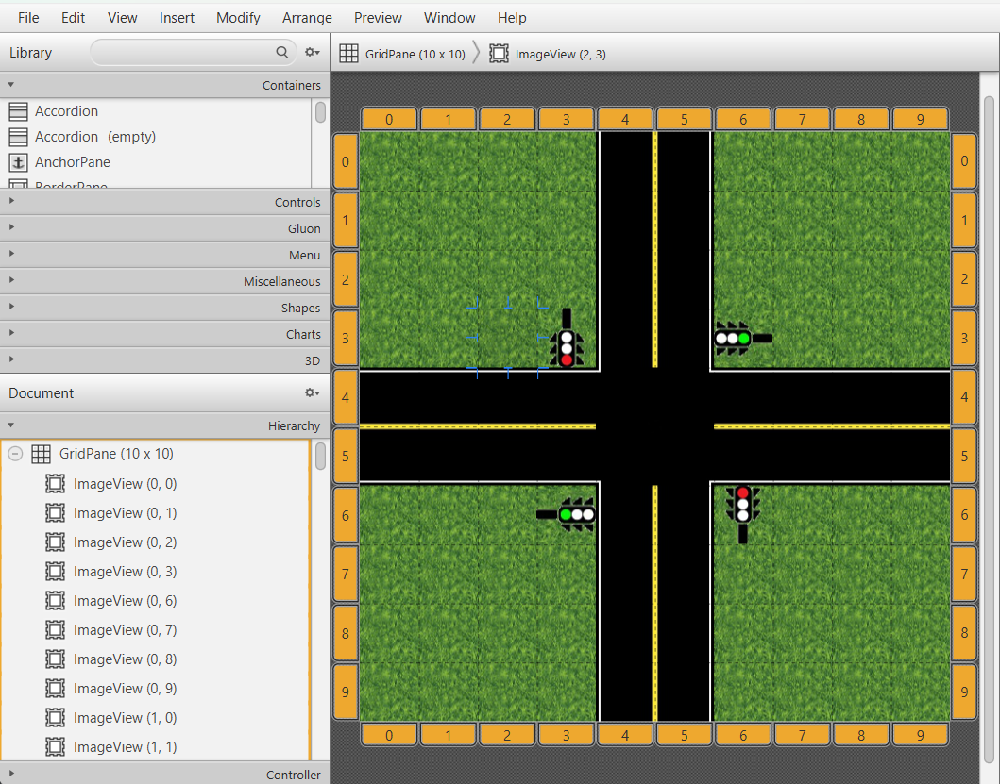 File Edit View Insert Modify Arrange Preview Window Help
Library
GridPane (10 x 10) ImageView (2, 3)
Containers
Accordion
Accordion (empty)
AnchorPane
BorderPane
Controls
Gluon
Menu
Miscellaneous
Shapes
Charts
3D
Document
Hierarchy
GridPane (10 x 10)
ImageView (0, 0)
ImageView (0, 1)
ImageView (0, 2)
ImageView (0, 3)
ImageView (0, 6)
ImageView (0, 7)
ImageView (0, 8)
ImageView (0, 9)
ImageView (1, 0)
ImageView (1, 1)
Controller
0 1 2 3 4 5 6 7 8 9
0 0
1 1
2 2
3 3
4 4
5 5
6 6
7 7
8 8
9 9
0 1 2 3 4 5 6 7 8 9